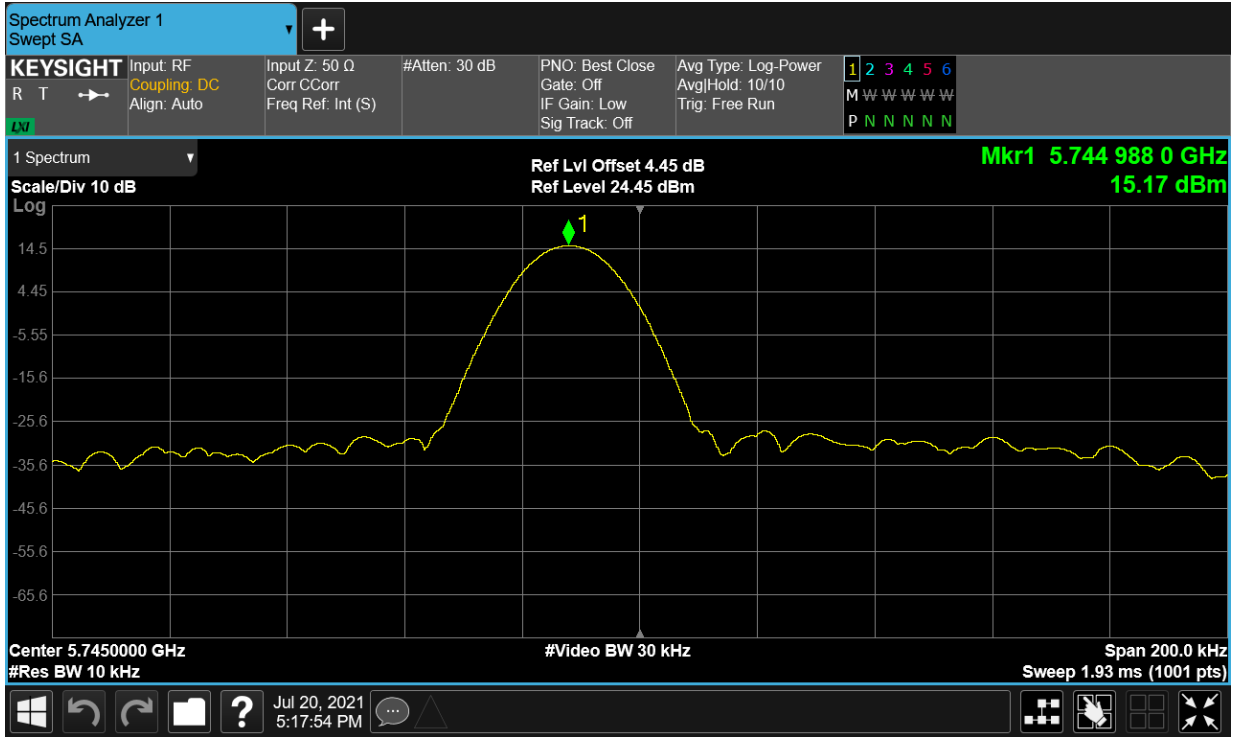 Spectrum Analyzer 1
Swept SA
KEYSIGHT
R T
LXI
Input: RF
Coupling: DC
Align: Auto
Input Z: 50 Ω
Corr CCorr
Freq Ref: Int (S)
#Atten: 30 dB
PNO: Best Close
Gate: Off
IF Gain: Low
Sig Track: Off
Avg Type: Log-Power
Avg|Hold: 10/10
Trig: Free Run
1 2 3 4 5 6
M W W W W W
P N N N N N
1 Spectrum
Scale/Div 10 dB
Log
Ref Lvl Offset 4.45 dB
Ref Level 24.45 dBm
Mkr1 5.744 988 0 GHz
15.17 dBm
1
14.5
4.45
-5.55
-15.6
-25.6
-35.6
-45.6
-55.6
-65.6
Center 5.7450000 GHz
#Res BW 10 kHz
#Video BW 30 kHz
Span 200.0 kHz
Sweep 1.93 ms (1001 pts)
?
Jul 20, 2021
5:17:54 PM